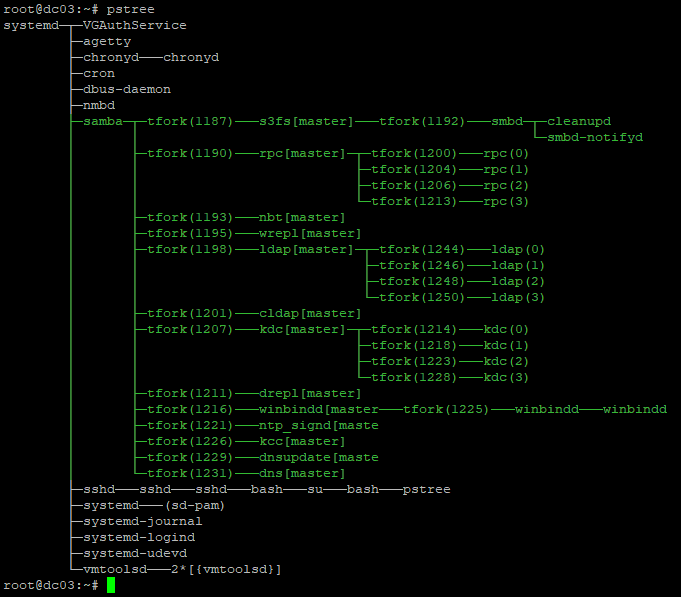 root@dc03:~# pstree
systemd─┬─VGAuthService
        ├─agetty
        ├─chronyd───chronyd
        ├─cron
        ├─dbus-daemon
        ├─nmbd
        ├─samba─┬─tfork(1187)───s3fs[master]───tfork(1192)───smbd─┬─cleanupd
        │       │                                                 └─smbd-notifyd
        │       ├─tfork(1190)───rpc[master]─┬─tfork(1200)───rpc(0)
        │       │                           ├─tfork(1204)───rpc(1)
        │       │                           ├─tfork(1206)───rpc(2)
        │       │                           └─tfork(1213)───rpc(3)
        │       ├─tfork(1193)───nbt[master]
        │       ├─tfork(1195)───wrepl[master]
        │       ├─tfork(1198)───ldap[master]─┬─tfork(1244)───ldap(0)
        │       │                            ├─tfork(1246)───ldap(1)
        │       │                            ├─tfork(1248)───ldap(2)
        │       │                            └─tfork(1250)───ldap(3)
        │       ├─tfork(1201)───cldap[master]
        │       ├─tfork(1207)───kdc[master]─┬─tfork(1214)───kdc(0)
        │       │                           ├─tfork(1218)───kdc(1)
        │       │                           ├─tfork(1223)───kdc(2)
        │       │                           └─tfork(1228)───kdc(3)
        │       ├─tfork(1211)───drepl[master]
        │       ├─tfork(1216)───winbindd[master───tfork(1225)───winbindd───winbindd
        │       ├─tfork(1221)───ntp_signd[maste
        │       ├─tfork(1226)───kcc[master]
        │       ├─tfork(1229)───dnsupdate[maste
        │       └─tfork(1231)───dns[master]
        ├─sshd───sshd───sshd───bash───su───bash───pstree
        ├─systemd───(sd-pam)
        ├─systemd-journal
        ├─systemd-logind
        ├─systemd-udevd
        └─vmtoolsd───2*[{vmtoolsd}]
root@dc03:~#